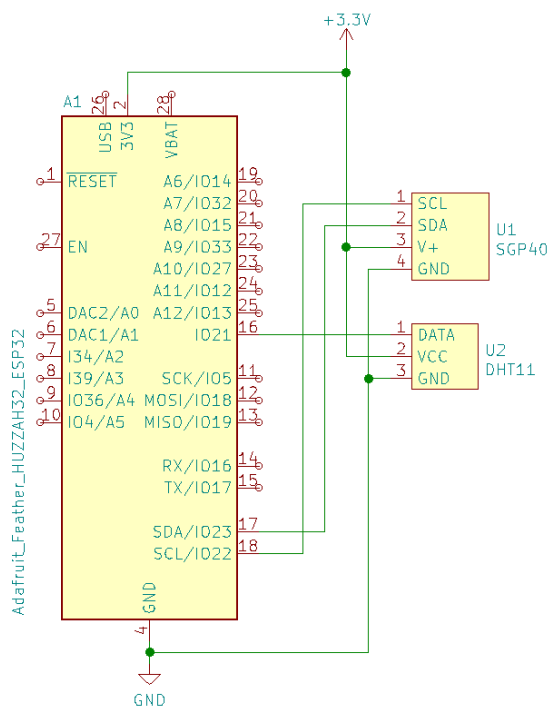 +3.3V
A1
26
2
28
USB
3V3
VBAT
1 RESET
A6/IO14 19
A7/IO32 20
A8/IO15 21
27 EN
A9/IO33 22
A10/IO27 23
A11/IO12 24
5 DAC2/A0
A12/IO13 25
6 DAC1/A1
IO21 16
7 I34/A2
8 I39/A3
SCK/IO5 11
9 IO36/A4
MOSI/IO18 12
10 IO4/A5
MISO/IO19 13
RX/IO16 14
TX/IO17 15
SDA/IO23 17
SCL/IO22 18
GND
4
Adafruit_Feather_HUZZAH32_ESP32
1 SCL
2 SDA
3 V+
4 GND
U1
SGP40
1 DATA
2 VCC
3 GND
U2
DHT11
GND